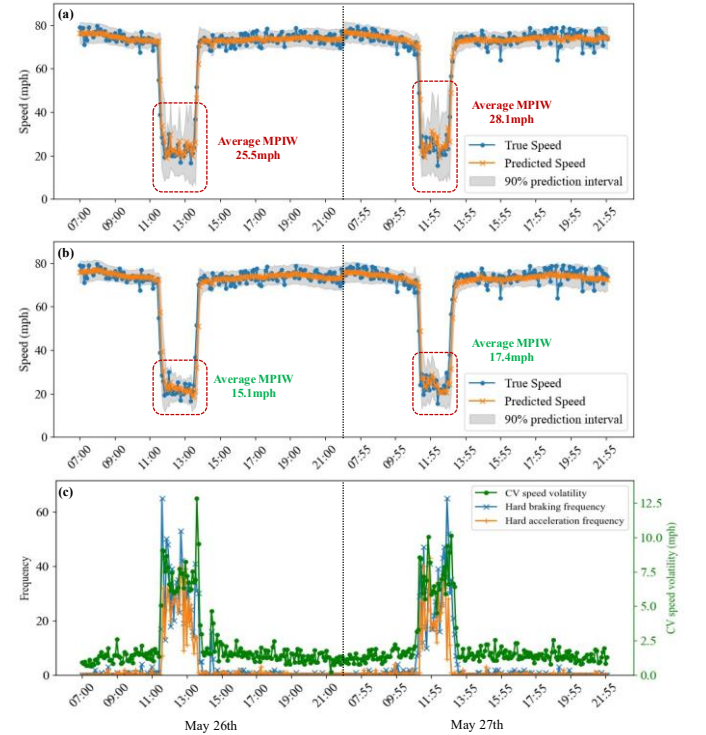 (a)
80
60
40
20
0
Speed (mph)
Average MPIW
25.5mph
Average MPIW
28.1mph
True Speed
Predicted Speed
90% prediction interval
07:00 09:00 11:00 13:00 15:00 17:00 19:00 21:00 07:55 09:55 11:55 13:55 15:55 17:55 19:55 21:55
(b)
80
60
40
20
0
Speed (mph)
Average MPIW
15.1mph
Average MPIW
17.4mph
True Speed
Predicted Speed
90% prediction interval
07:00 09:00 11:00 13:00 15:00 17:00 19:00 21:00 07:55 09:55 11:55 13:55 15:55 17:55 19:55 21:55
(c)
60
40
20
0
Frequency
CV speed volatility
Hard braking frequency
Hard acceleration frequency
12.5
10.0
7.5
5.0
2.5
0.0
CV speed volatility (mph)
07:00 09:00 11:00 13:00 15:00 17:00 19:00 21:00 07:55 09:55 11:55 13:55 15:55 17:55 19:55 21:55
May 26th
May 27th